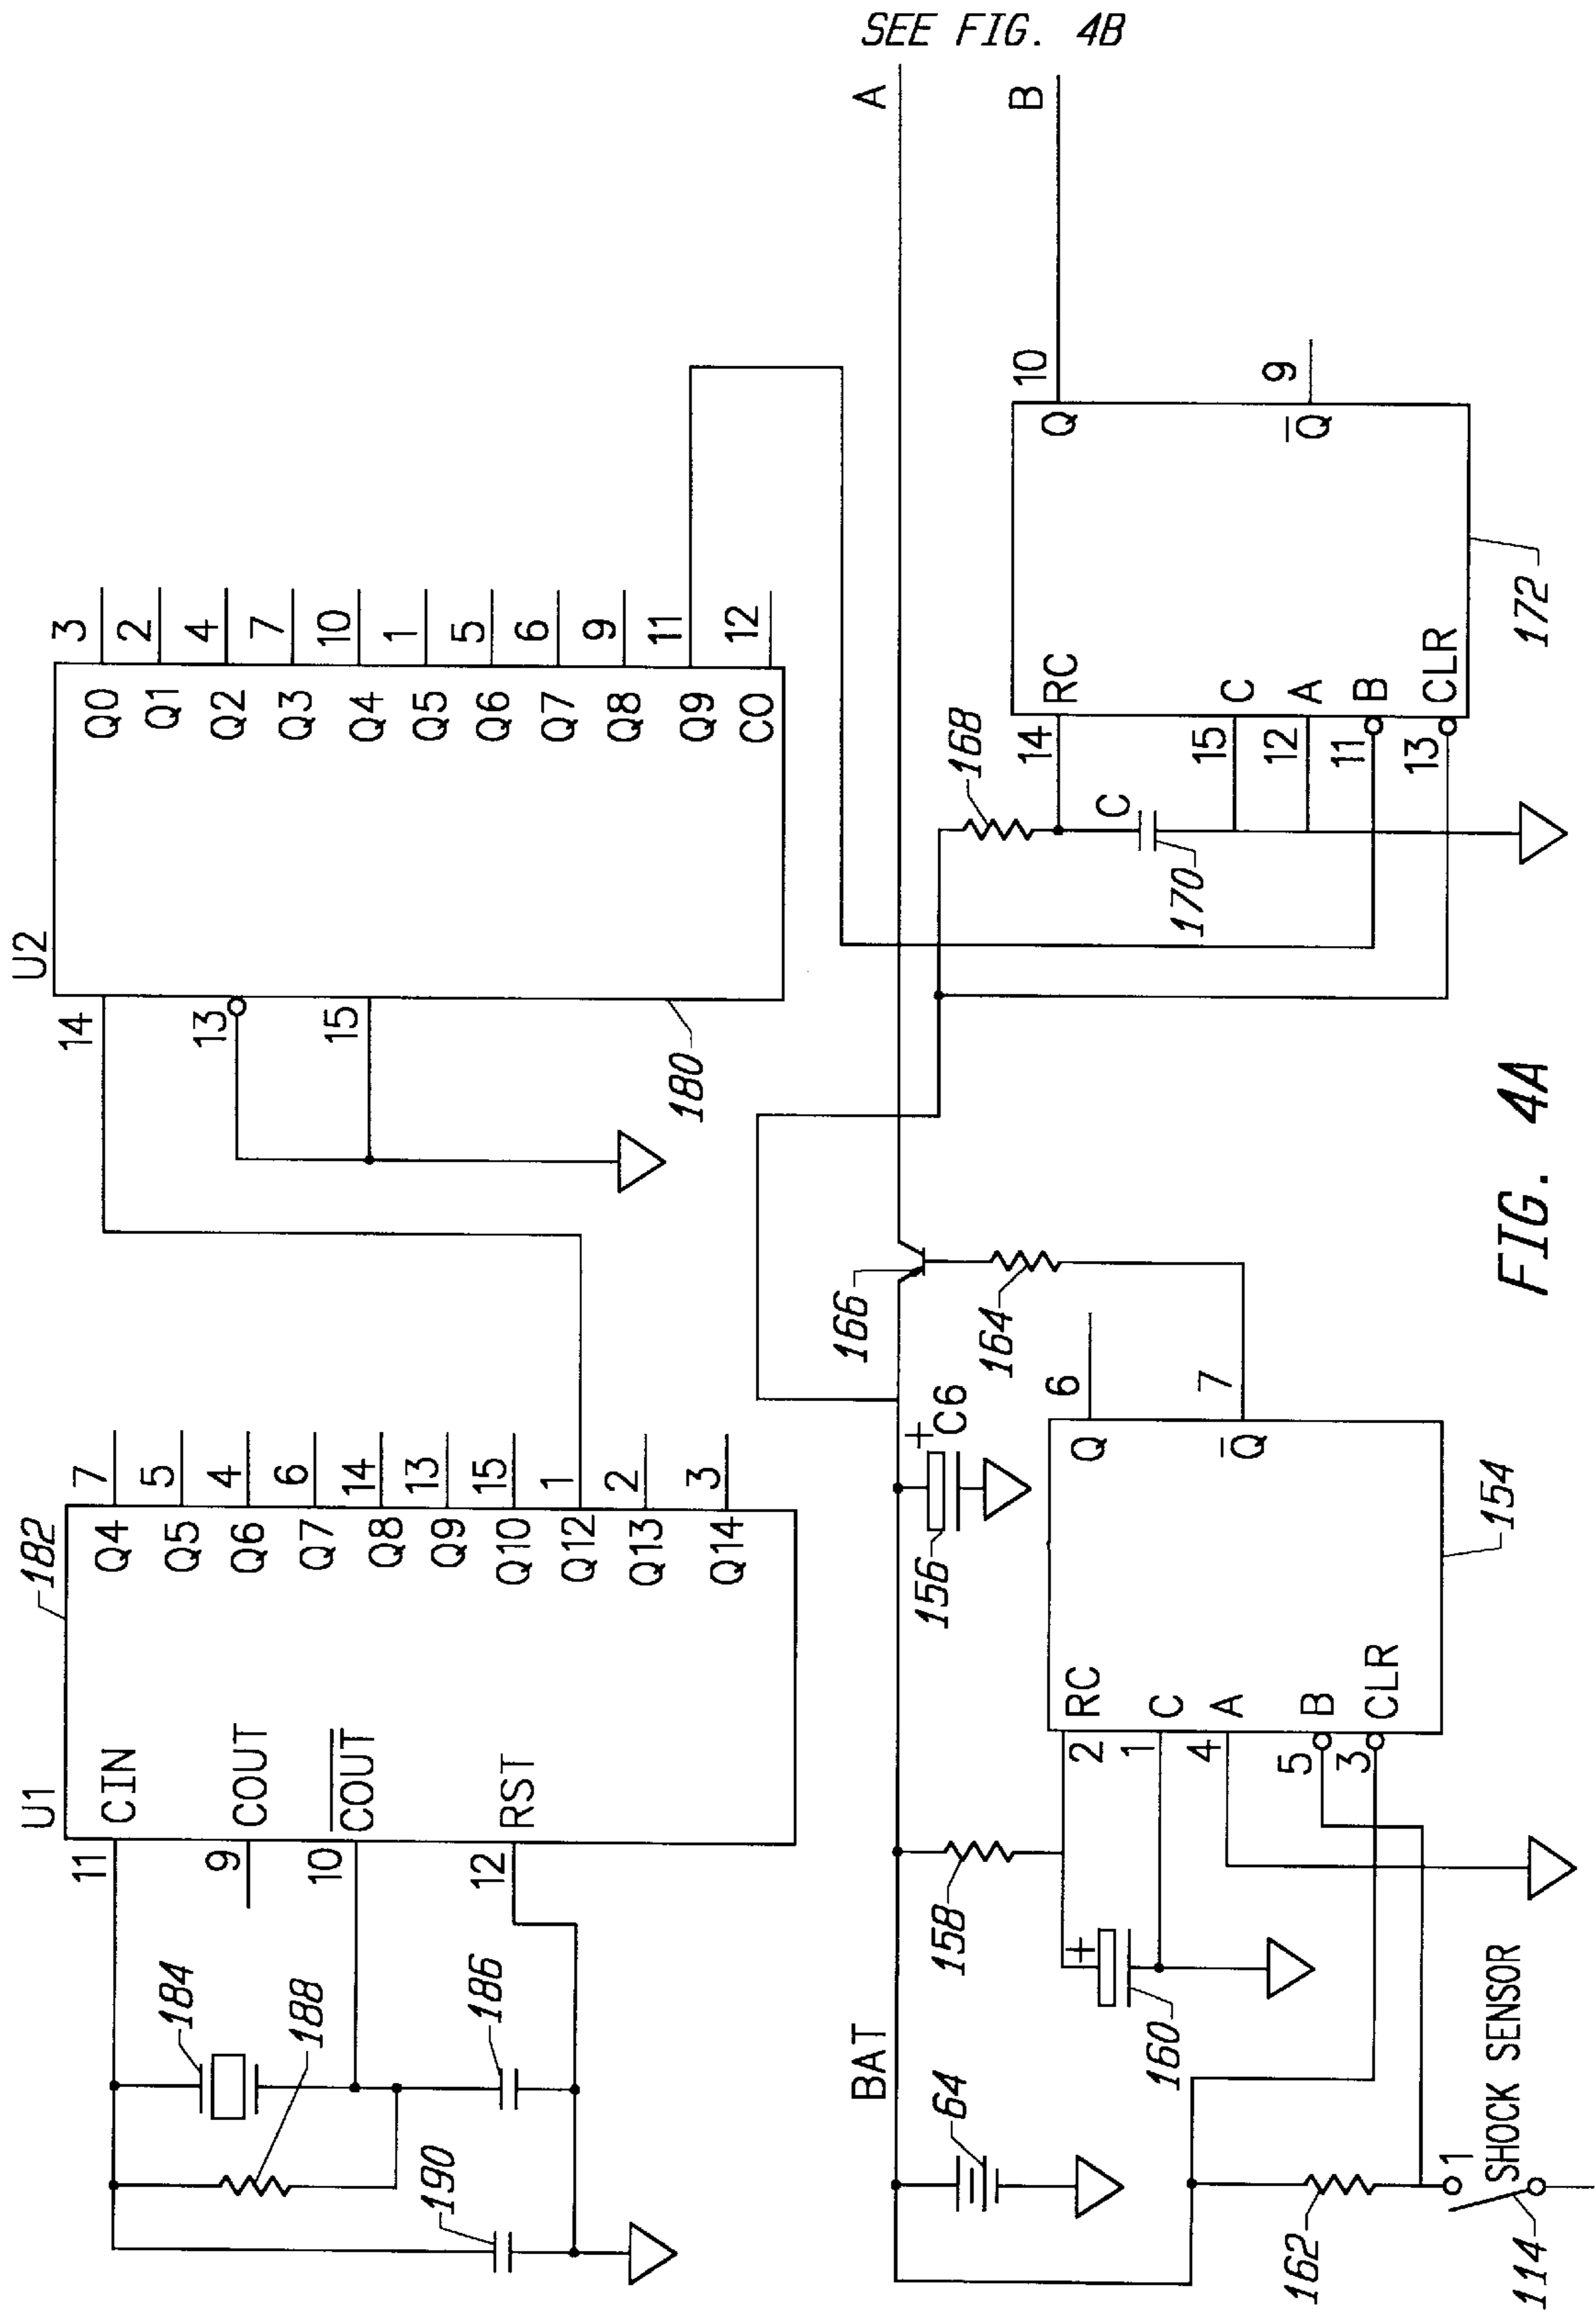 SEE FIG. 4B
A
B
U1
182
CIN
COUT
COUT
RST
11
9
10
12
Q4
Q5
Q6
Q7
Q8
Q9
Q10
Q12
Q13
Q14
7
5
4
6
14
13
15
1
2
3
184
188
186
190
U2
14
13
15
180
Q0
Q1
Q2
Q3
Q4
Q5
Q6
Q7
Q8
Q9
CO
3
2
4
7
10
1
5
6
9
11
12
BAT
64
158
+
160
162
1
SHOCK SENSOR
114
RC
C
A
B
CLR
2
1
4
5
3
Q
Q
6
7
154
+
C6
156
166
164
168
C
170
RC
C
A
B
CLR
14
15
12
11
13
Q
Q
10
9
172
FIG. 4A